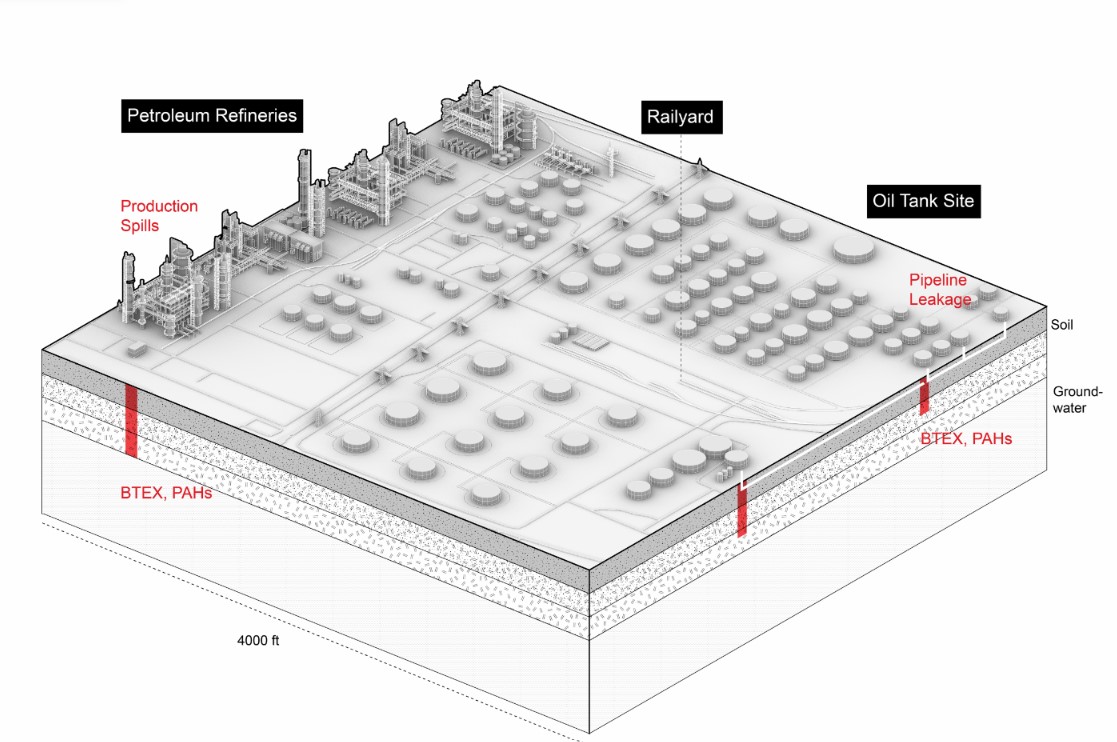 Petroleum Refineries
Railyard
Oil Tank Site
Production
Spills
Pipeline
Leakage
Soil
Ground-
water
BTEX, PAHs
BTEX, PAHs
4000 ft